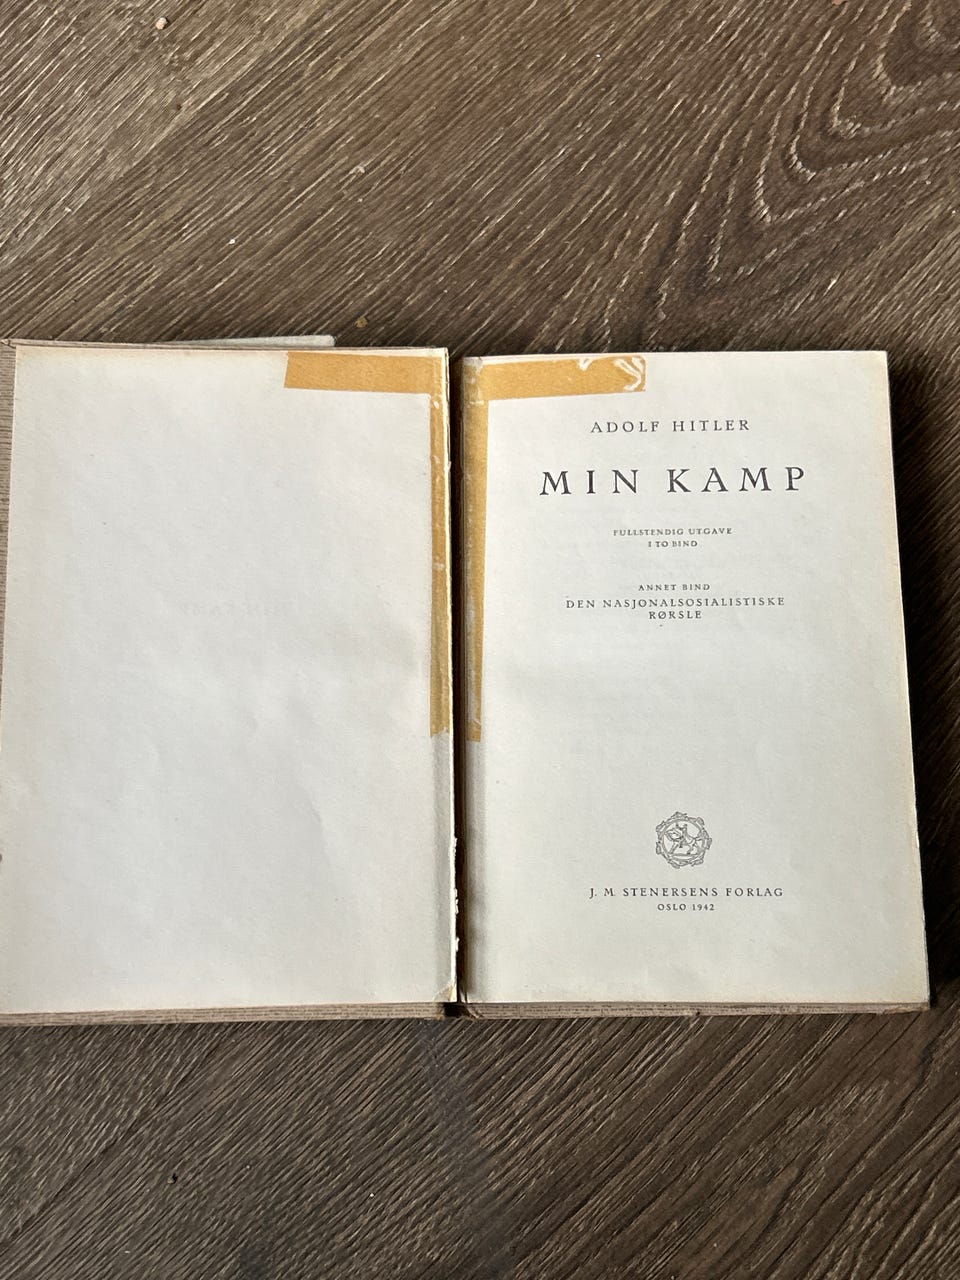 ADOLF HITLER
MIN KAMP
FULLSTENDIG UTGAVE
I TO BIND
ANNET BIND
DEN NASJONALSOSIALISTISKE
RØRSLE
J. M. STENERSENS FORLAG
OSLO 1942